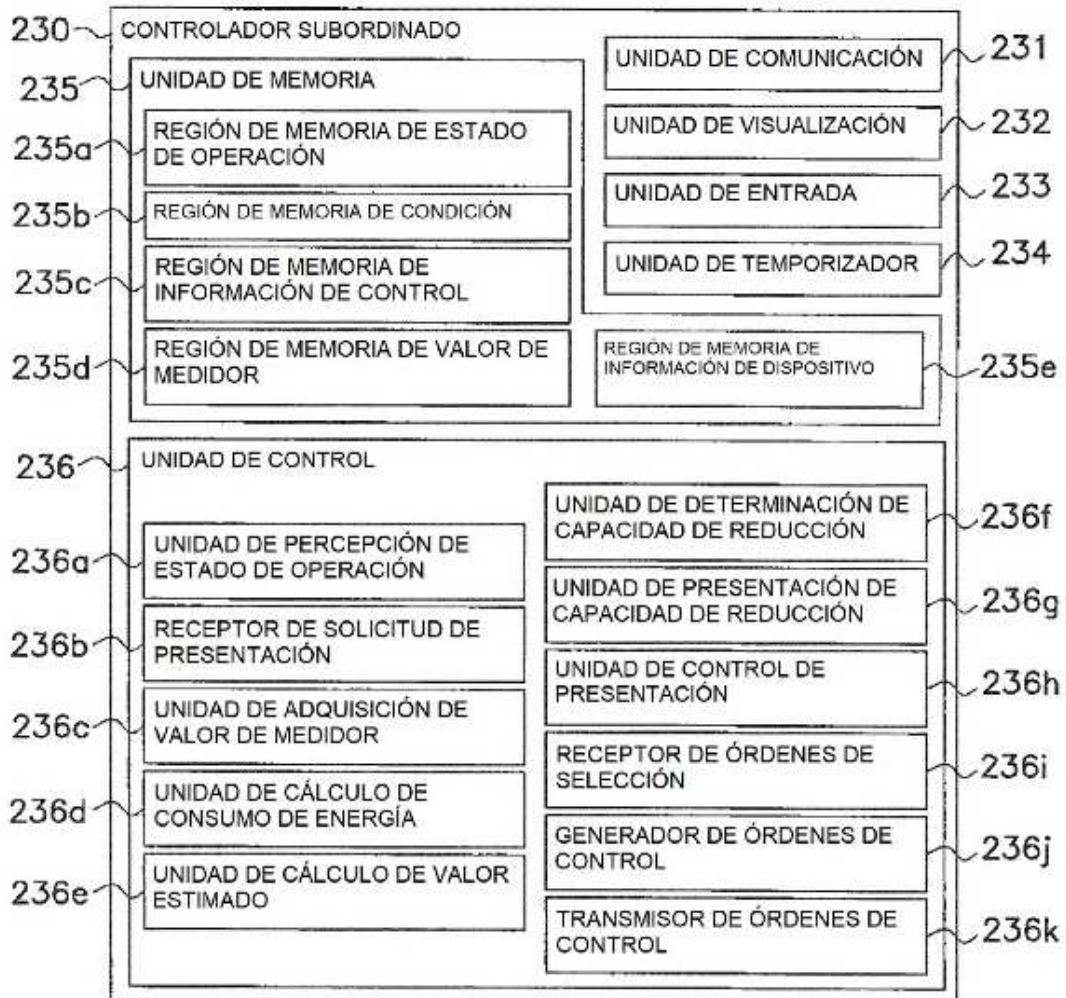 230
CONTROLADOR SUBORDINADO
235
UNIDAD DE MEMORIA
235a
REGIÓN DE MEMORIA DE ESTADO
DE OPERACIÓN
235b
REGIÓN DE MEMORIA DE CONDICIÓN
235c
REGIÓN DE MEMORIA DE
INFORMACIÓN DE CONTROL
235d
REGIÓN DE MEMORIA DE VALOR DE
MEDIDOR
UNIDAD DE COMUNICACIÓN
231
UNIDAD DE VISUALIZACIÓN
232
UNIDAD DE ENTRADA
233
UNIDAD DE TEMPORIZADOR
234
REGIÓN DE MEMORIA DE
INFORMACIÓN DE DISPOSITIVO
235e
236
UNIDAD DE CONTROL
236a
UNIDAD DE PERCEPCIÓN DE
ESTADO DE OPERACIÓN
236b
RECEPTOR DE SOLICITUD DE
PRESENTACIÓN
236c
UNIDAD DE ADQUISICIÓN DE
VALOR DE MEDIDOR
236d
UNIDAD DE CÁLCULO DE
CONSUMO DE ENERGÍA
236e
UNIDAD DE CÁLCULO DE VALOR
ESTIMADO
UNIDAD DE DETERMINACIÓN DE
CAPACIDAD DE REDUCCIÓN
236f
UNIDAD DE PRESENTACIÓN DE
CAPACIDAD DE REDUCCIÓN
236g
UNIDAD DE CONTROL DE
PRESENTACIÓN
236h
RECEPTOR DE ÓRDENES DE
SELECCIÓN
236i
GENERADOR DE ÓRDENES DE
CONTROL
236j
TRANSMISOR DE ÓRDENES DE
CONTROL
236k